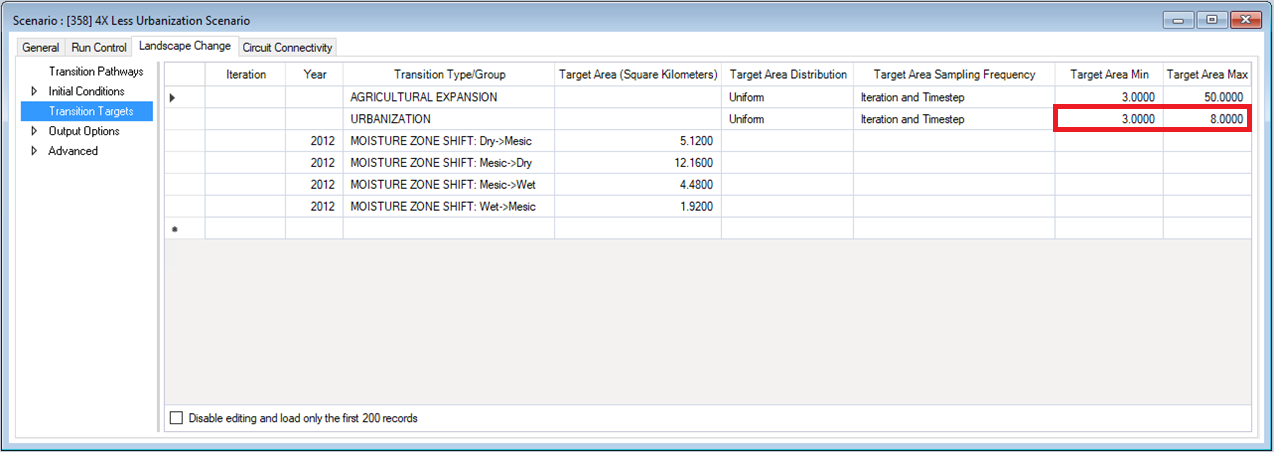 Scenario : [358] 4X Less Urbanization Scenario
General Run Control Landscape Change Circuit Connectivity
Transition Pathways
Initial Conditions
Transition Targets
Output Options
Advanced
Iteration Year Transition Type/Group Target Area (Square Kilometers) Target Area Distribution Target Area Sampling Frequency Target Area Min Target Area Max
AGRICULTURAL EXPANSION Uniform Iteration and Timestep 3.0000 50.0000
URBANIZATION Uniform Iteration and Timestep 3.0000 8.0000
2012 MOISTURE ZONE SHIFT: Dry->Mesic 5.1200
2012 MOISTURE ZONE SHIFT: Mesic->Dry 12.1600
2012 MOISTURE ZONE SHIFT: Mesic->Wet 4.4800
2012 MOISTURE ZONE SHIFT: Wet->Mesic 1.9200
Disable editing and load only the first 200 records